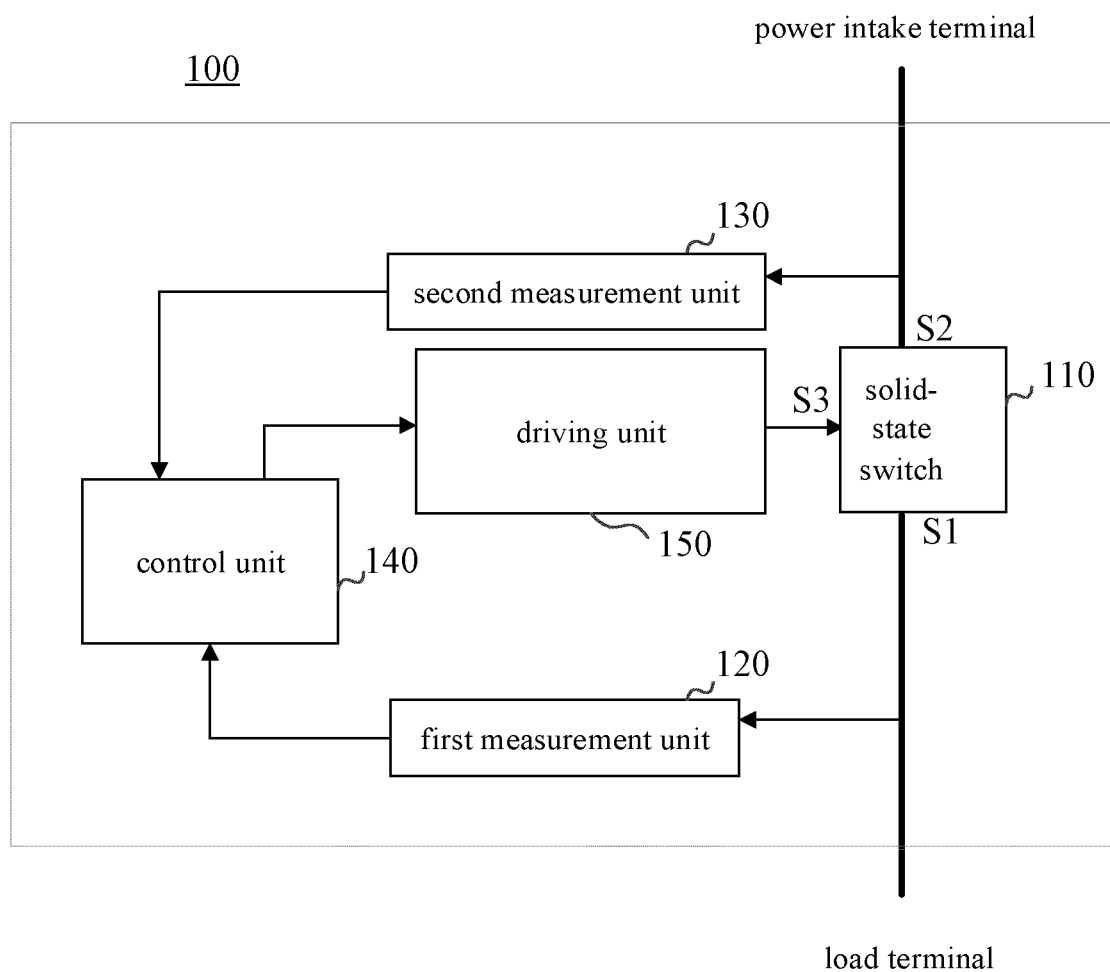 power intake terminal
100
130
second measurement unit
S2
110
solid-
state
switch
S3
driving unit
S1
150
control unit
140
120
first measurement unit
load terminal